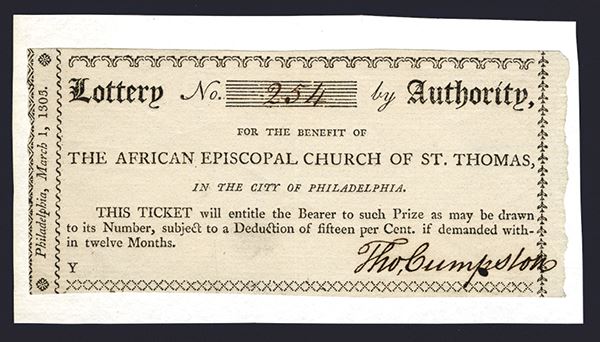 Philadelphia, March 1, 1803.
Lottery No. 254 by Authority,
FOR THE BENEFIT OF
THE AFRICAN EPISCOPAL CHURCH OF ST. THOMAS,
IN THE CITY OF PHILADELPHIA.
THIS TICKET will entitle the Bearer to such Prize as may be drawn
to its Number, subject to a Deduction of fifteen per Cent. if demanded with-
in twelve Months.
Y
Tho, Cumpston